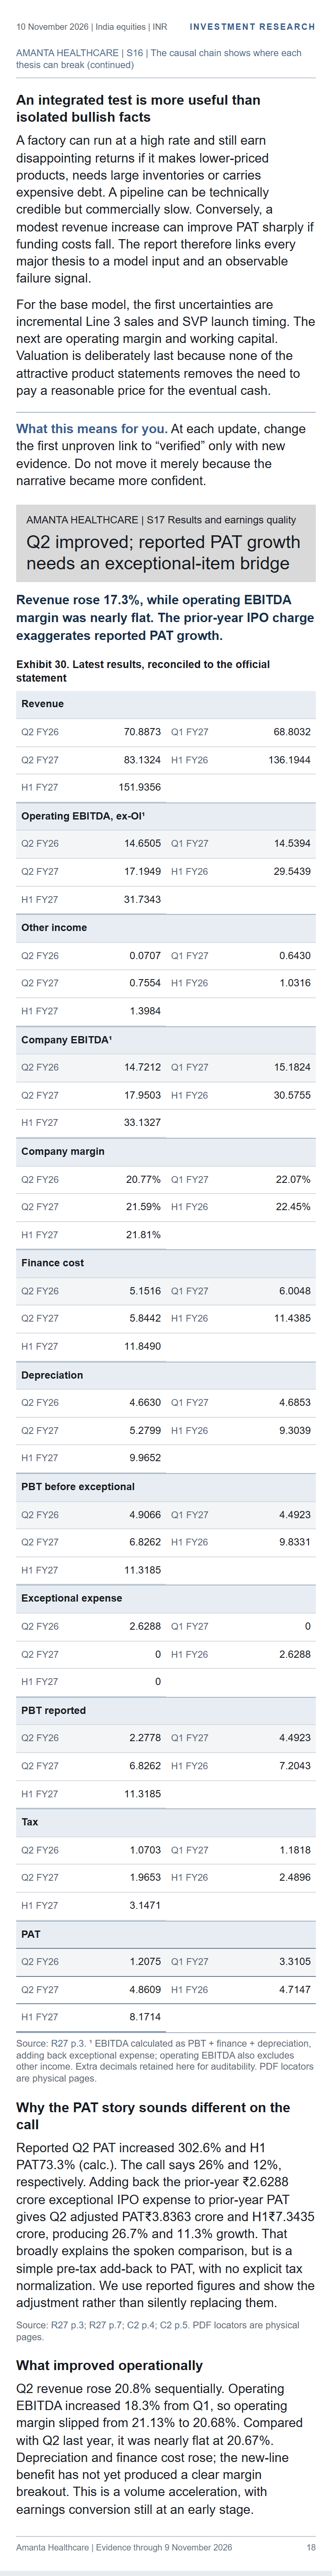 10 November 2026 | India equities | INR INVESTMENT RESEARCH
AMANTA HEALTHCARE | S16 | The causal chain shows where each
thesis can break (continued)
An integrated test is more useful than
isolated bullish facts
A factory can run at a high rate and still earn
disappointing returns if it makes lower-priced
products, needs large inventories or carries
expensive debt. A pipeline can be technically
credible but commercially slow. Conversely, a
modest revenue increase can improve PAT sharply if
funding costs fall. The report therefore links every
major thesis to a model input and an observable
failure signal.
For the base model, the first uncertainties are
incremental Line 3 sales and SVP launch timing. The
next are operating margin and working capital.
Valuation is deliberately last because none of the
attractive product statements removes the need to
pay a reasonable price for the eventual cash.
What this means for you. At each update, change
the first unproven link to “verified” only with new
evidence. Do not move it merely because the
narrative became more confident.
AMANTA HEALTHCARE | S17 Results and earnings quality
Q2 improved; reported PAT growth
needs an exceptional-item bridge
Revenue rose 17.3%, while operating EBITDA
margin was nearly flat. The prior-year IPO charge
exaggerates reported PAT growth.
Exhibit 30. Latest results, reconciled to the official
statement
Revenue
Q2 FY26 70.8873 Q1 FY27 68.8032
Q2 FY27 83.1324 H1 FY26 136.1944
H1 FY27 151.9356
Operating EBITDA, ex-OI¹
Q2 FY26 14.6505 Q1 FY27 14.5394
Q2 FY27 17.1949 H1 FY26 29.5439
H1 FY27 31.7343
Other income
Q2 FY26 0.0707 Q1 FY27 0.6430
Q2 FY27 0.7554 H1 FY26 1.0316
H1 FY27 1.3984
Company EBITDA¹
Q2 FY26 14.7212 Q1 FY27 15.1824
Q2 FY27 17.9503 H1 FY26 30.5755
H1 FY27 33.1327
Company margin
Q2 FY26 20.77% Q1 FY27 22.07%
Q2 FY27 21.59% H1 FY26 22.45%
H1 FY27 21.81%
Finance cost
Q2 FY26 5.1516 Q1 FY27 6.0048
Q2 FY27 5.8442 H1 FY26 11.4385
H1 FY27 11.8490
Depreciation
Q2 FY26 4.6630 Q1 FY27 4.6853
Q2 FY27 5.2799 H1 FY26 9.3039
H1 FY27 9.9652
PBT before exceptional
Q2 FY26 4.9066 Q1 FY27 4.4923
Q2 FY27 6.8262 H1 FY26 9.8331
H1 FY27 11.3185
Exceptional expense
Q2 FY26 2.6288 Q1 FY27 0
Q2 FY27 0 H1 FY26 2.6288
H1 FY27 0
PBT reported
Q2 FY26 2.2778 Q1 FY27 4.4923
Q2 FY27 6.8262 H1 FY26 7.2043
H1 FY27 11.3185
Tax
Q2 FY26 1.0703 Q1 FY27 1.1818
Q2 FY27 1.9653 H1 FY26 2.4896
H1 FY27 3.1471
PAT
Q2 FY26 1.2075 Q1 FY27 3.3105
Q2 FY27 4.8609 H1 FY26 4.7147
H1 FY27 8.1714
Source: R27 p.3. ¹ EBITDA calculated as PBT + finance + depreciation,
adding back exceptional expense; operating EBITDA also excludes
other income. Extra decimals retained here for auditability. PDF locators
are physical pages.
Why the PAT story sounds different on the
call
Reported Q2 PAT increased 302.6% and H1
PAT73.3% (calc.). The call says 26% and 12%,
respectively. Adding back the prior-year ₹2.6288
crore exceptional IPO expense to prior-year PAT
gives Q2 adjusted PAT₹3.8363 crore and H1₹7.3435
crore, producing 26.7% and 11.3% growth. That
broadly explains the spoken comparison, but is a
simple pre-tax add-back to PAT, with no explicit tax
normalization. We use reported figures and show the
adjustment rather than silently replacing them.
Source: R27 p.3; R27 p.7; C2 p.4; C2 p.5. PDF locators are physical
pages.
What improved operationally
Q2 revenue rose 20.8% sequentially. Operating
EBITDA increased 18.3% from Q1, so operating
margin slipped from 21.13% to 20.68%. Compared
with Q2 last year, it was nearly flat at 20.67%.
Depreciation and finance cost rose; the new-line
benefit has not yet produced a clear margin
breakout. This is a volume acceleration, with
earnings conversion still at an early stage.
Amanta Healthcare | Evidence through 9 November 2026 18